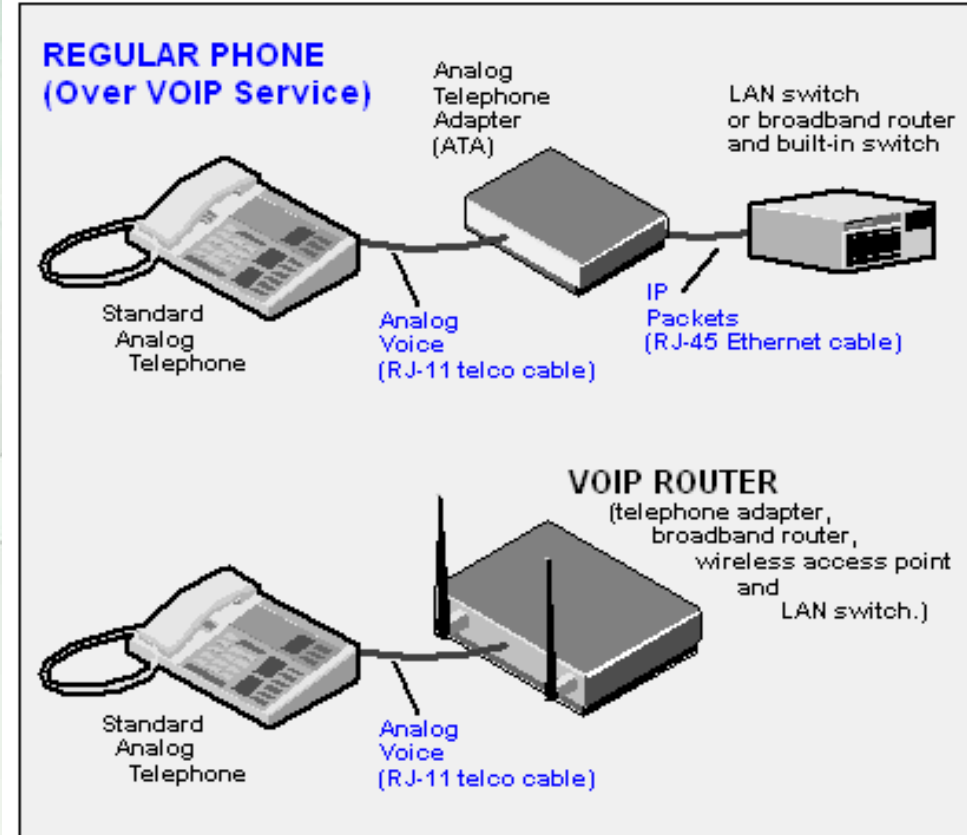 REGULAR PHONE
(Over VOIP Service)
Analog
Telephone
Adapter
(ATA)
LAN switch
or broadband router
and built-in switch
Standard
Analog
Telephone
Analog
Voice
(RJ-11 telco cable)
IP
Packets
(RJ-45 Ethernet cable)
VOIP ROUTER
(telephone adapter,
broadband router,
wireless access point
and
LAN switch.)
Standard
Analog
Telephone
Analog
Voice
(RJ-11 telco cable)